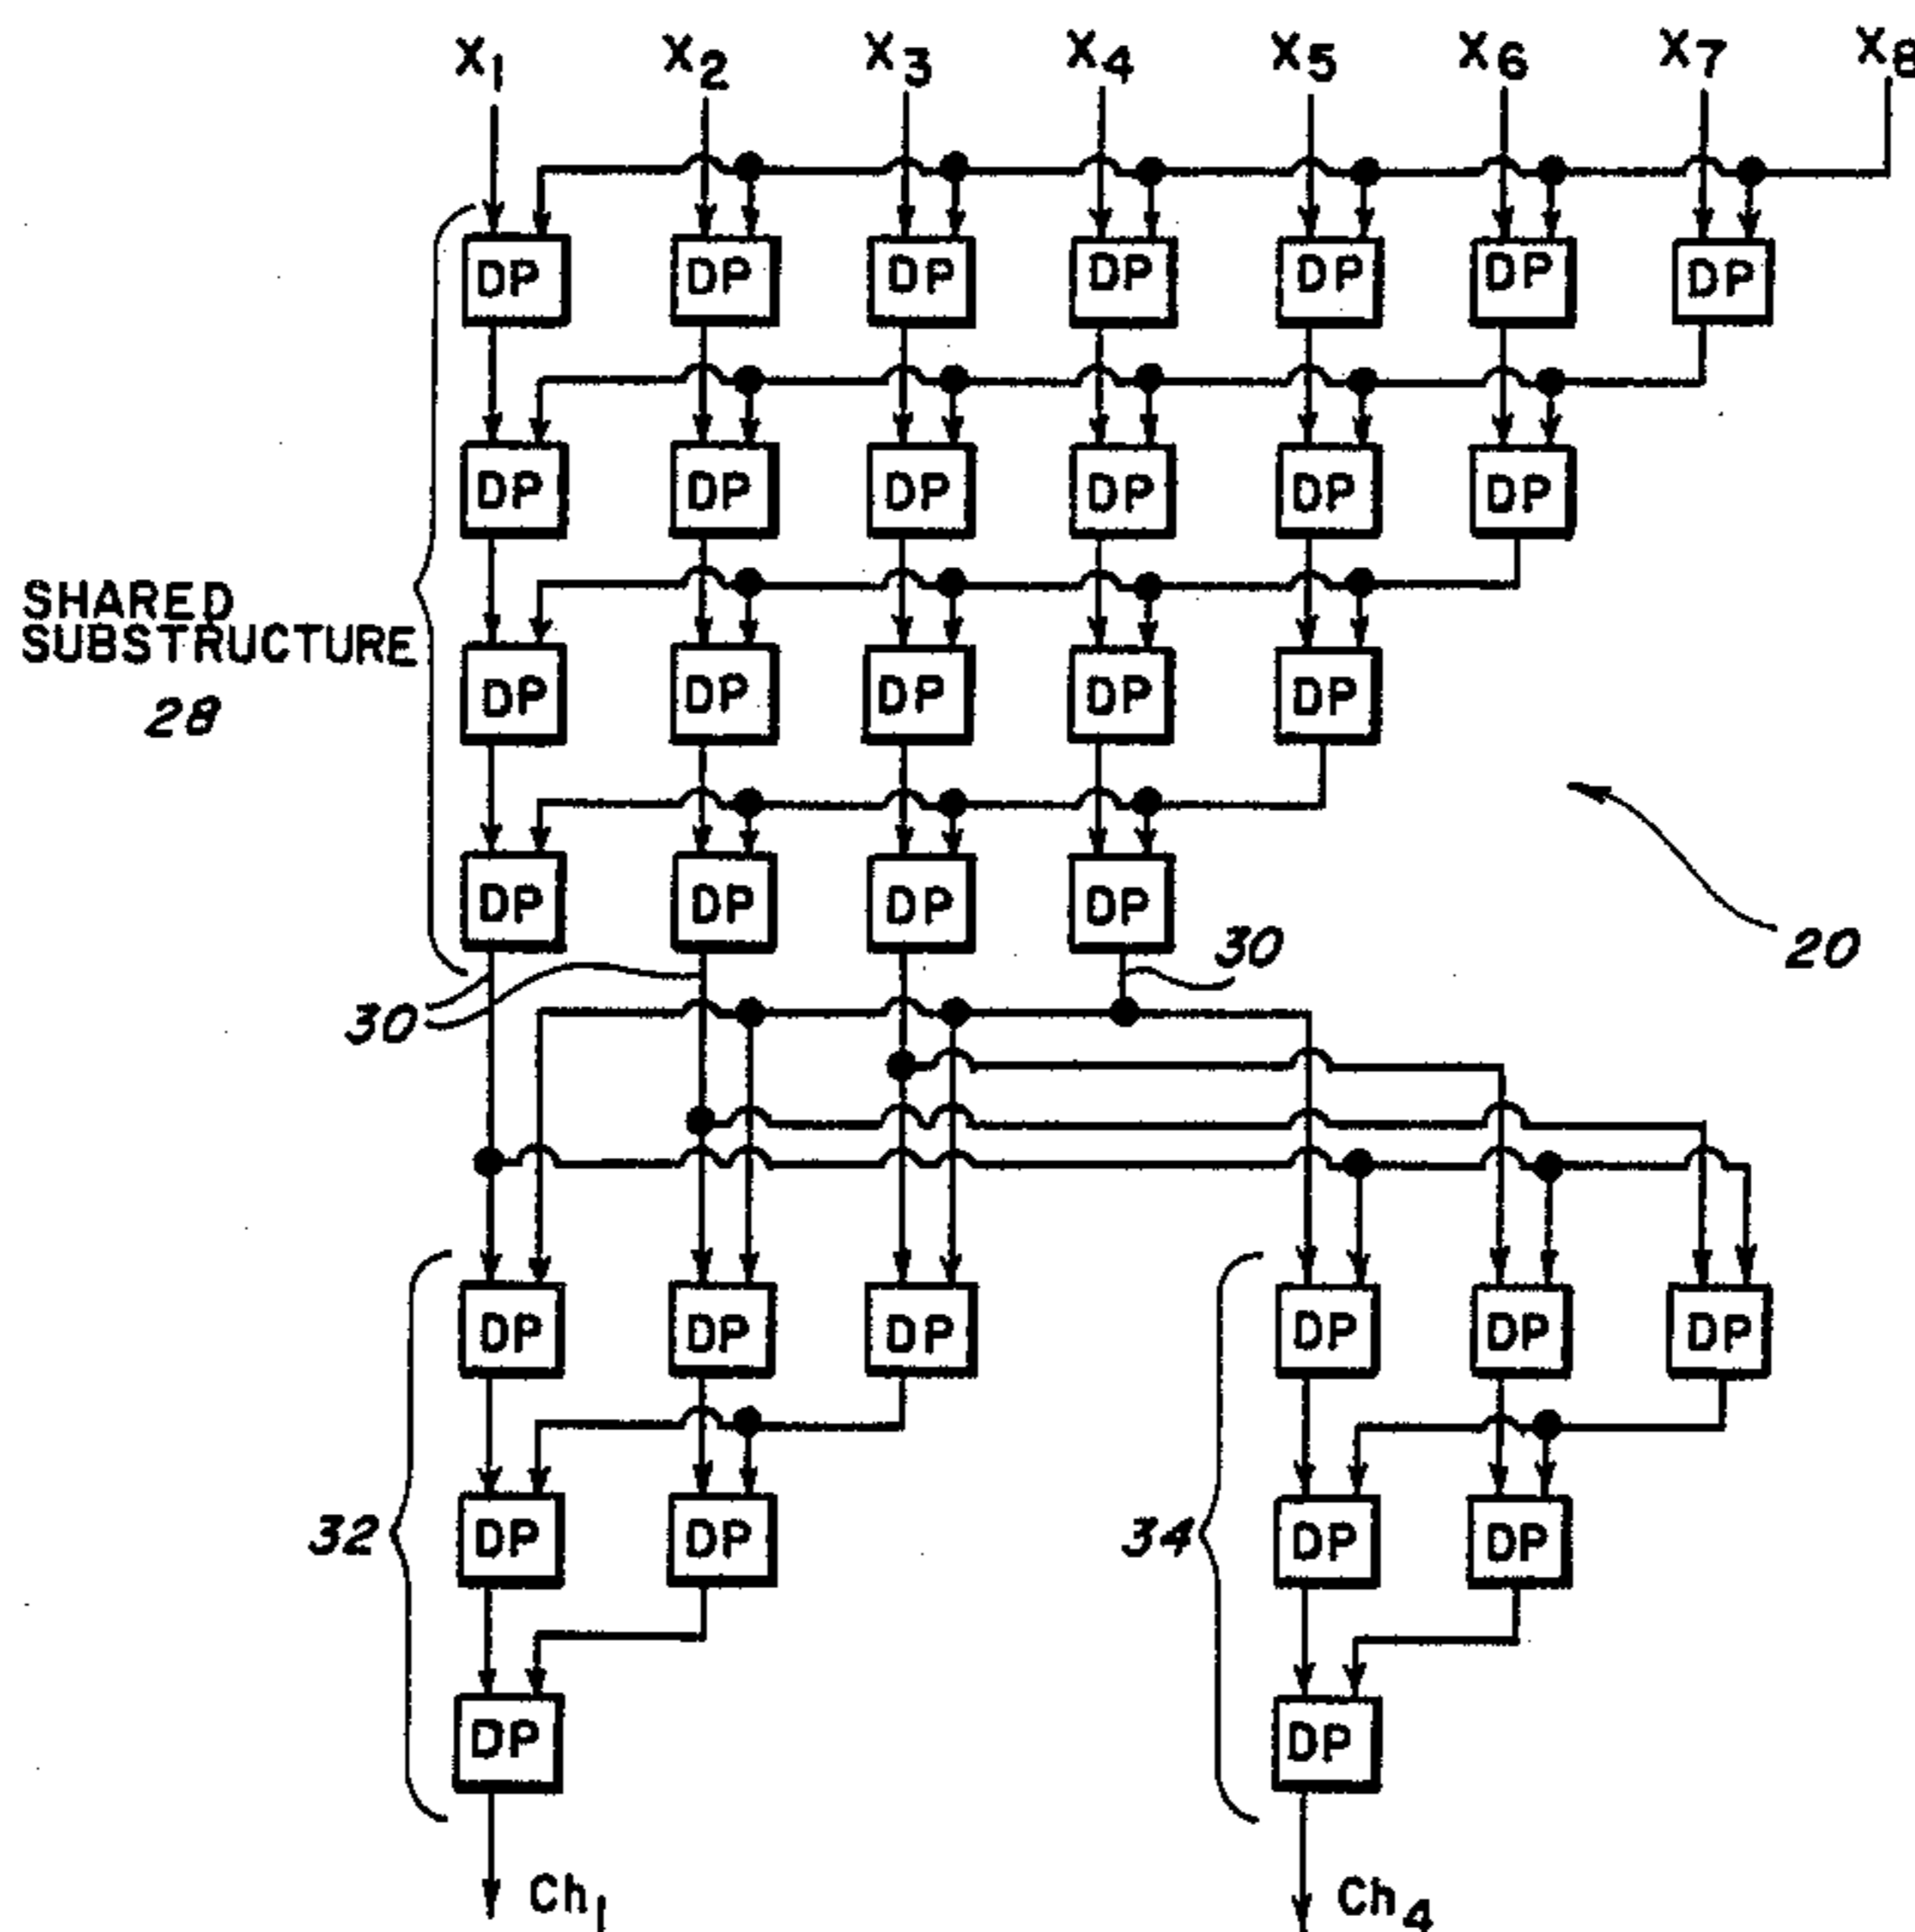 X1 X2 X3 X4 X5 X6 X7 X8
DP DP DP DP DP DP DP
DP DP DP DP DP DP
SHARED
SUBSTRUCTURE
28
DP DP DP DP DP
DP DP DP DP
30
20
30
DP DP DP DP DP DP
32
DP DP
34
DP DP
DP DP
Ch1 Ch4